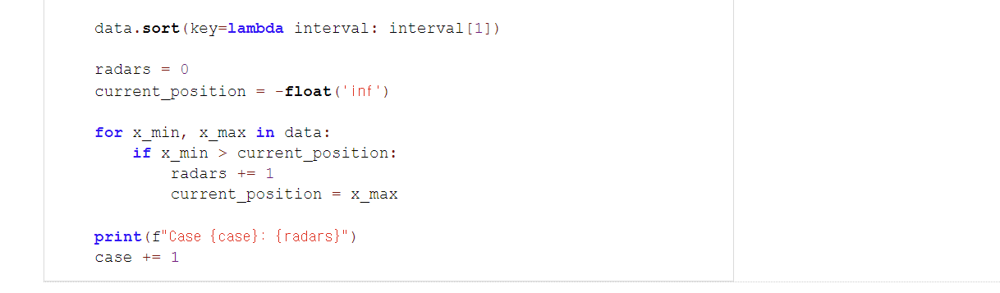 data.sort(key=lambda interval: interval[1])
radars = 0
current_position = -float('inf')
for x_min, x_max in data:
if x_min > current_position:
radars += 1
current_position = x_max
print(f"Case {case}: {radars}")
case += 1